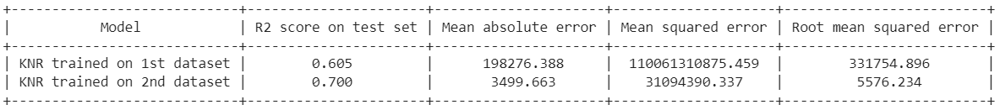 +---------------------------+----------------------+---------------------+--------------------+-------------------------+
|           Model           | R2 score on test set | Mean absolute error | Mean squared error | Root mean squared error |
+---------------------------+----------------------+---------------------+--------------------+-------------------------+
| KNR trained on 1st dataset |        0.605         |     198276.388      |  110061310875.459  |       331754.896        |
| KNR trained on 2nd dataset |        0.700         |      3499.663       |    31094390.337    |        5576.234         |
+---------------------------+----------------------+---------------------+--------------------+-------------------------+